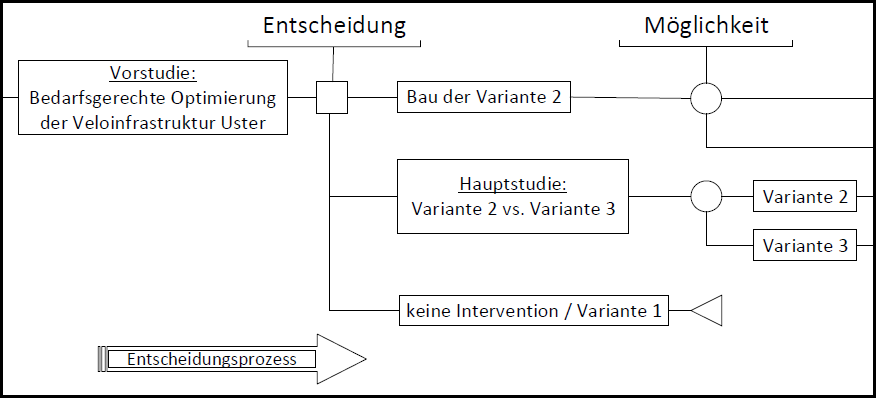 Entscheidung
Möglichkeit
Vorstudie:
Bedarfsgerechte Optimierung
der Veloinfrastruktur Uster
Bau der Variante 2
Hauptstudie:
Variante 2 vs. Variante 3
Variante 2
Variante 3
keine Intervention / Variante 1
Entscheidungsprozess